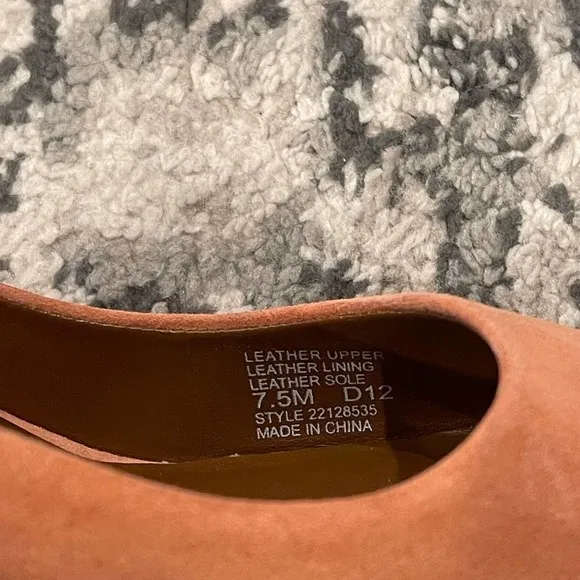 LEATHER UPPER
LEATHER LINING
LEATHER SOLE
7.5M D12
STYLE 22128535
MADE IN CHINA